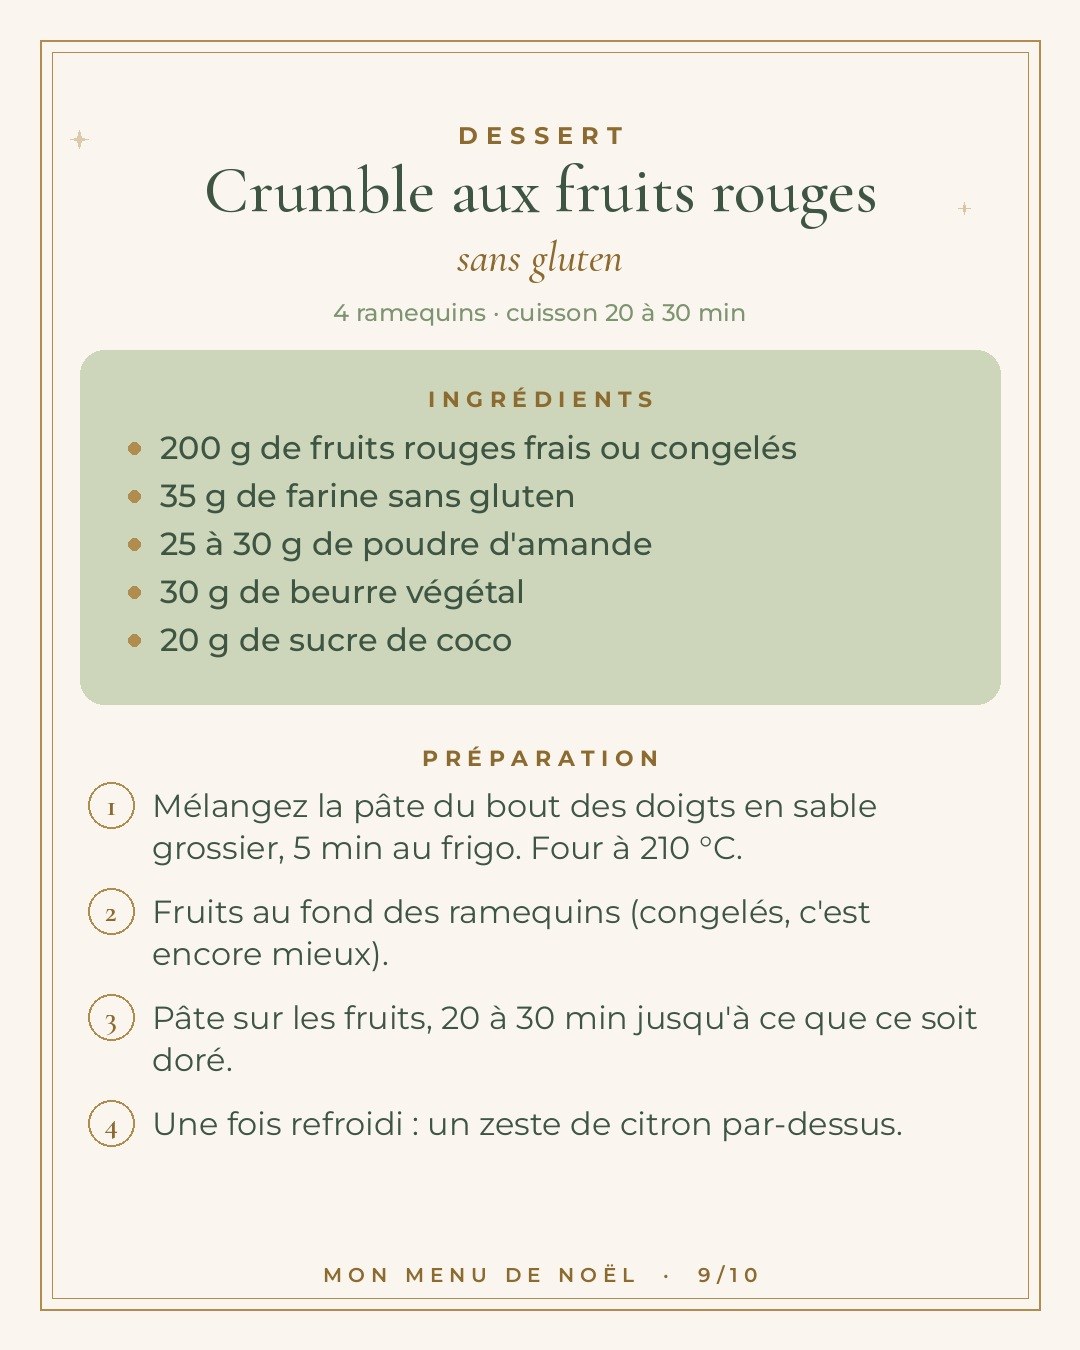 DESSERT
Crumble aux fruits rouges
sans gluten
4 ramequins · cuisson 20 à 30 min
INGRÉDIENTS
200 g de fruits rouges frais ou congelés
35 g de farine sans gluten
25 à 30 g de poudre d'amande
30 g de beurre végétal
20 g de sucre de coco
PRÉPARATION
1 Mélangez la pâte du bout des doigts en sable
grossier, 5 min au frigo. Four à 210 °C.
2 Fruits au fond des ramequins (congelés, c'est
encore mieux).
3 Pâte sur les fruits, 20 à 30 min jusqu'à ce que ce soit
doré.
4 Une fois refroidi : un zeste de citron par-dessus.
MON MENU DE NOËL · 9/10